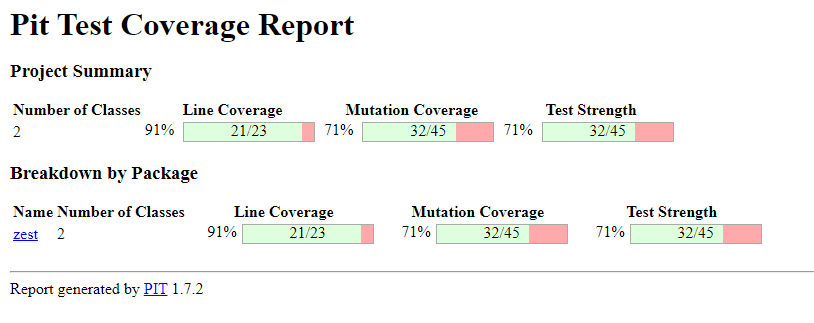 Pit Test Coverage Report
Project Summary
Number of Classes Line Coverage Mutation Coverage Test Strength
2 91% 21/23 71% 32/45 71% 32/45
Breakdown by Package
Name Number of Classes Line Coverage Mutation Coverage Test Strength
zest 2 91% 21/23 71% 32/45 71% 32/45
Report generated by PIT 1.7.2